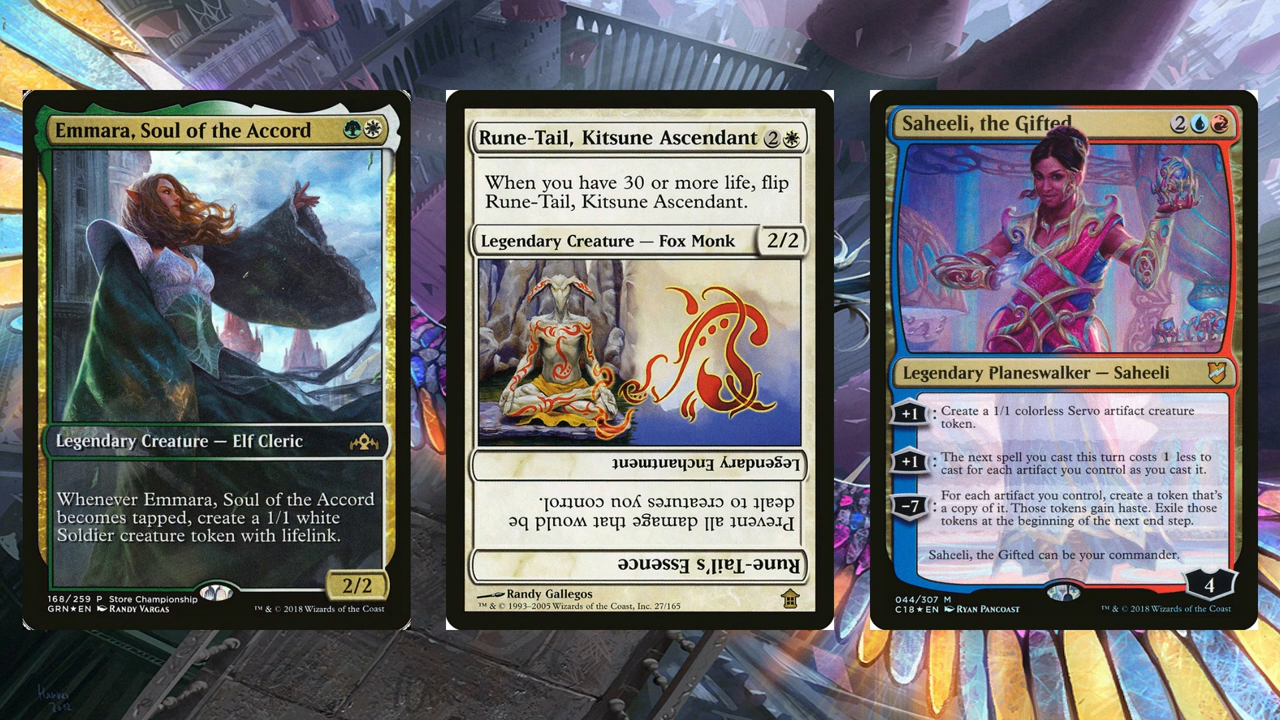 Emmara, Soul of the Accord
Legendary Creature — Elf Cleric
Whenever Emmara, Soul of the Accord
becomes tapped, create a 1/1 white
Soldier creature token with lifelink.
2/2
168/259 P Store Championship
GRN★EN Randy Vargas
™ & © 2018 Wizards of the Coast
Rune-Tail, Kitsune Ascendant 2
When you have 30 or more life, flip
Rune-Tail, Kitsune Ascendant.
Legendary Creature — Fox Monk 2/2
Rune-Tail's Essence
Prevent all damage that would be
dealt to creatures you control.
Legendary Enchantment
Randy Gallegos
™ & © 1993–2005 Wizards of the Coast, Inc. 27/165
Saheeli, the Gifted 2
Legendary Planeswalker — Saheeli
+1 : Create a 1/1 colorless Servo artifact creature
token.
+1 : The next spell you cast this turn costs 1 less to
cast for each artifact you control as you cast it.
−7 : For each artifact you control, create a token that's
a copy of it. Those tokens gain haste. Exile those
tokens at the beginning of the next end step.
Saheeli, the Gifted can be your commander.
4
044/307 M
C18★EN Ryan Pancoast
™ & © 2018 Wizards of the Coast